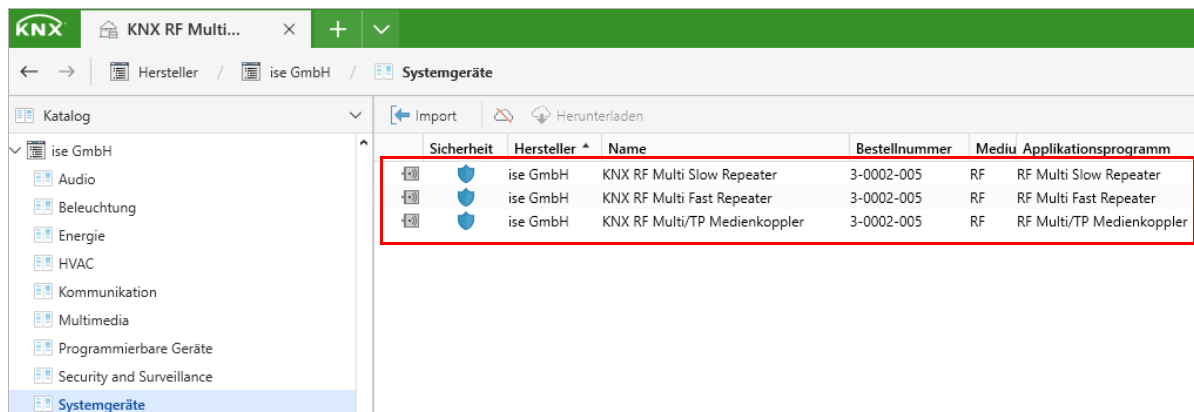 KNX KNX RF Multi...
Hersteller / ise GmbH / Systemgeräte
Katalog
Import Herunterladen
Sicherheit Hersteller Name Bestellnummer Mediu Applikationsprogramm
ise GmbH KNX RF Multi Slow Repeater 3-0002-005 RF RF Multi Slow Repeater
ise GmbH KNX RF Multi Fast Repeater 3-0002-005 RF RF Multi Fast Repeater
ise GmbH KNX RF Multi/TP Medienkoppler 3-0002-005 RF RF Multi/TP Medienkoppler
ise GmbH
Audio
Beleuchtung
Energie
HVAC
Kommunikation
Multimedia
Programmierbare Geräte
Security and Surveillance
Systemgeräte